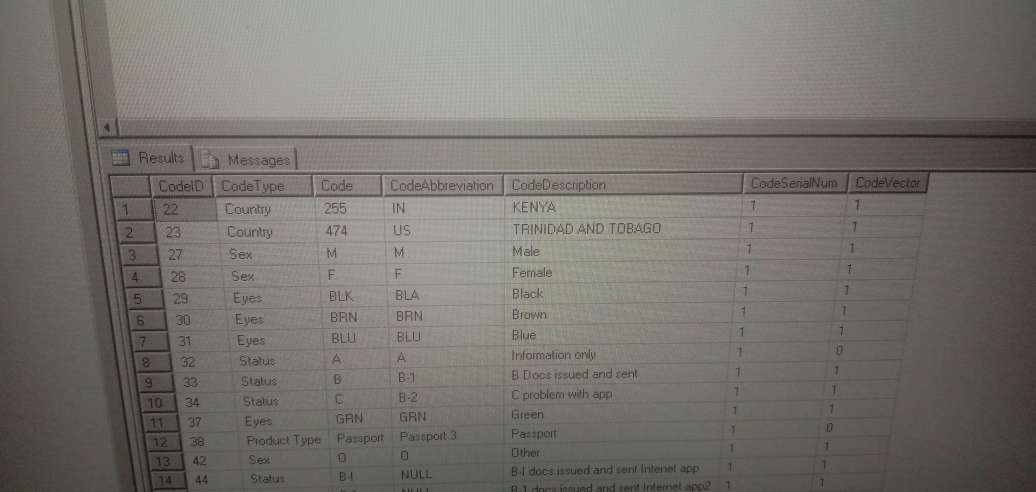 Results Messages
CodeID CodeType Code CodeAbbreviation CodeDescription CodeSerialNum CodeVector
1 22 Country 255 IN KENYA 1 1
2 23 Country 474 US TRINIDAD AND TOBAGO 1 1
3 27 Sex M M Male 1 1
4 28 Sex F F Female 1 1
5 29 Eyes BLK BLA Black 1 1
6 30 Eyes BRN BRN Brown 1 1
7 31 Eyes BLU BLU Blue 1 1
8 32 Status A A Information only 1 0
9 33 Status B B-1 B Docs issued and sent 1 1
10 34 Status C B-2 C problem with app 1 1
11 37 Eyes GRN GRN Green 1 1
12 38 Product Type Passport Passport 3 Passport 1 0
13 42 Sex O O Other 1 1
14 44 Status B-I NULL B-I docs issued and sent Intenet app 1 1
NULL B-1 docs issued and sent Internet app2 1 1